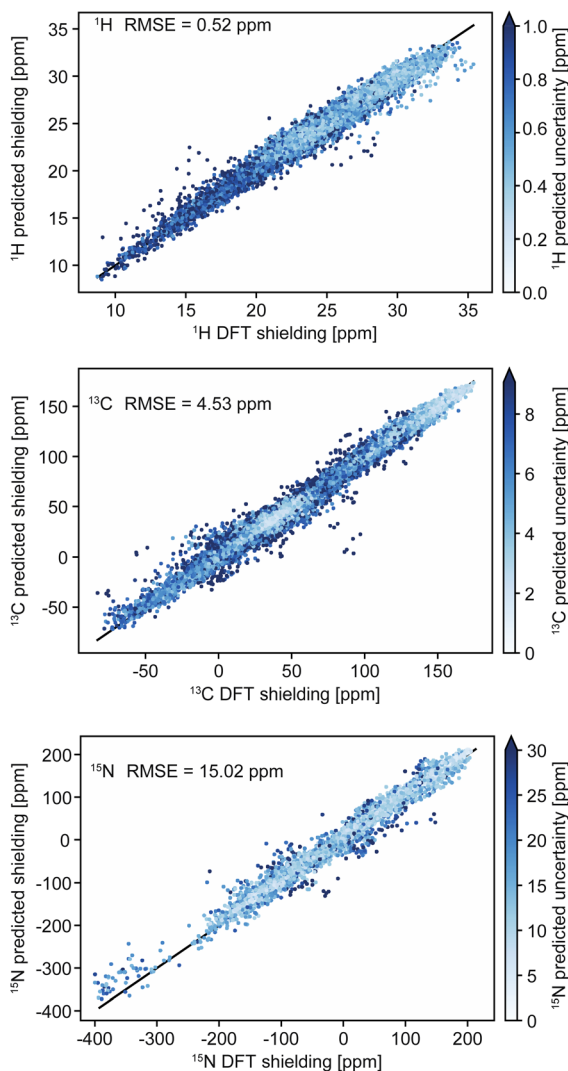 ¹H RMSE = 0.52 ppm
35
30
25
20
15
10
¹H predicted shielding [ppm]
10 15 20 25 30 35
¹H DFT shielding [ppm]
1.0
0.8
0.6
0.4
0.2
0.0
¹H predicted uncertainty [ppm]
¹³C RMSE = 4.53 ppm
150
100
50
0
-50
¹³C predicted shielding [ppm]
-50 0 50 100 150
¹³C DFT shielding [ppm]
8
6
4
2
0
¹³C predicted uncertainty [ppm]
¹⁵N RMSE = 15.02 ppm
200
100
0
-100
-200
-300
-400
¹⁵N predicted shielding [ppm]
-400 -300 -200 -100 0 100 200
¹⁵N DFT shielding [ppm]
30
25
20
15
10
5
0
¹⁵N predicted uncertainty [ppm]